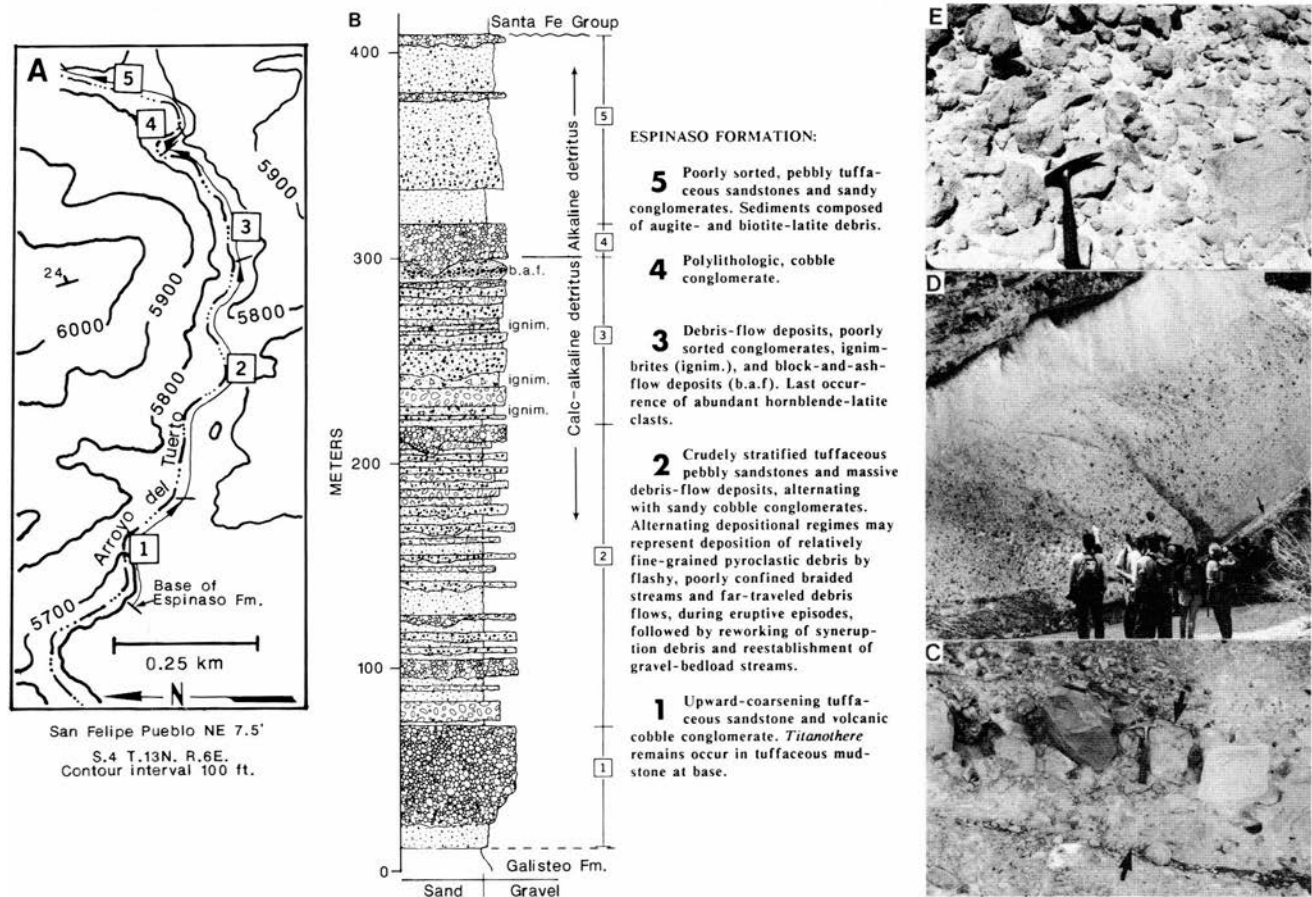 A
5
4
3
2
1
5900
5900
5800
5800
6000
5700
24
Arroyo del Tuerto
Base of
Espinaso Fm.
0.25 km
N
San Felipe Pueblo NE 7.5'
S.4 T.13N. R.6E.
Contour interval 100 ft.
B
Santa Fe Group
400
300
200
100
0
METERS
b.a.f.
ignim.
ignim.
ignim.
Calc-alkaline detritus
Alkaline detritus
5
4
3
2
1
Galisteo Fm.
Sand
Gravel
ESPINASO FORMATION:
5 Poorly sorted, pebbly tuffa-
ceous sandstones and sandy
conglomerates. Sediments composed
of augite- and biotite-latite debris.
4 Polylithologic, cobble
conglomerate.
3 Debris-flow deposits, poorly
sorted conglomerates, ignim-
brites (ignim.), and block-and-ash-
flow deposits (b.a.f). Last occur-
rence of abundant hornblende-latite
clasts.
2 Crudely stratified tuffaceous
pebbly sandstones and massive
debris-flow deposits, alternating
with sandy cobble conglomerates.
Alternating depositional regimes may
represent deposition of relatively
fine-grained pyroclastic debris by
flashy, poorly confined braided
streams and far-traveled debris
flows, during eruptive episodes,
followed by reworking of synerup-
tion debris and reestablishment of
gravel-bedload streams.
1 Upward-coarsening tuffa-
ceous sandstone and volcanic
cobble conglomerate. Titanothere
remains occur in tuffaceous mud-
stone at base.
E
D
C